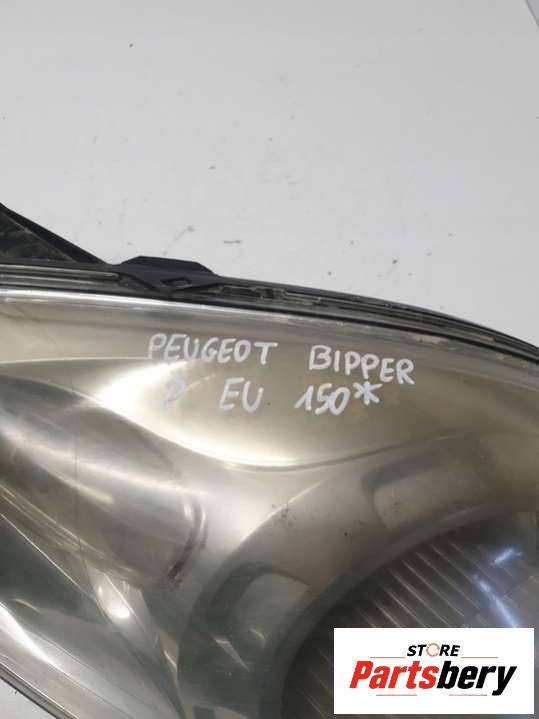 PEUGEOT BIPPER
P EU 150*
STORE
Partsbery